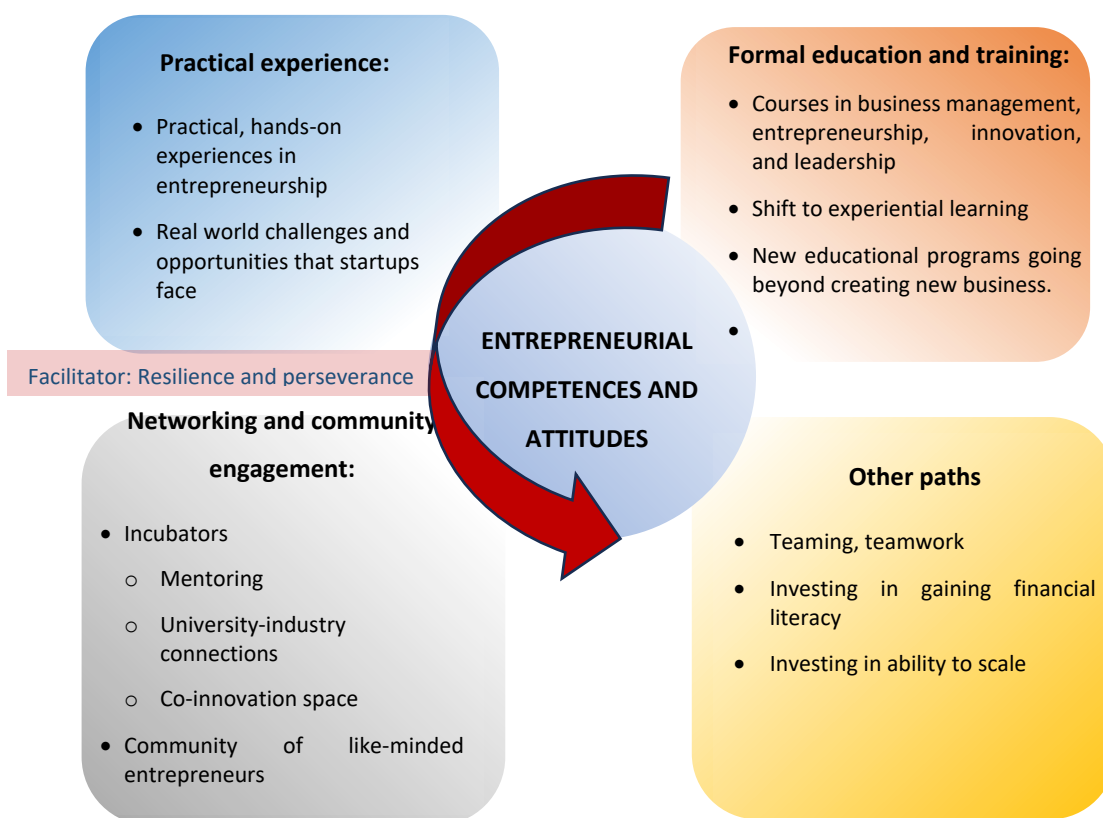 Practical experience:
• Practical, hands-on
experiences in
entrepreneurship
• Real world challenges and
opportunities that startups
face
Formal education and training:
• Courses in business management,
entrepreneurship, innovation,
and leadership
• Shift to experiential learning
• New educational programs going
beyond creating new business.
•
ENTREPRENEURIAL
COMPETENCES AND
ATTITUDES
Facilitator: Resilience and perseverance
Networking and community
engagement:
• Incubators
o Mentoring
o University-industry
connections
o Co-innovation space
• Community of like-minded
entrepreneurs
Other paths
• Teaming, teamwork
• Investing in gaining financial
literacy
• Investing in ability to scale